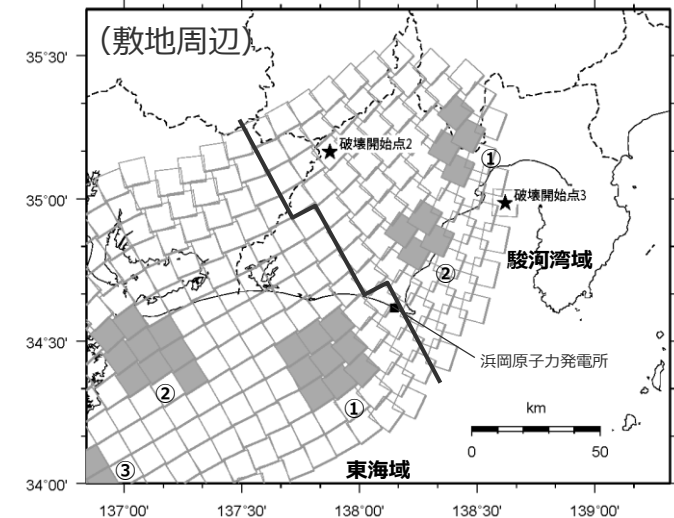 （敷地周辺）
35°30'
破壊開始点2
①
35°00'
破壊開始点3
②
駿河湾域
34°30'
浜岡原子力発電所
②
①
km
0
50
③
東海域
34°00'
137°00'
137°30'
138°00'
138°30'
139°00'